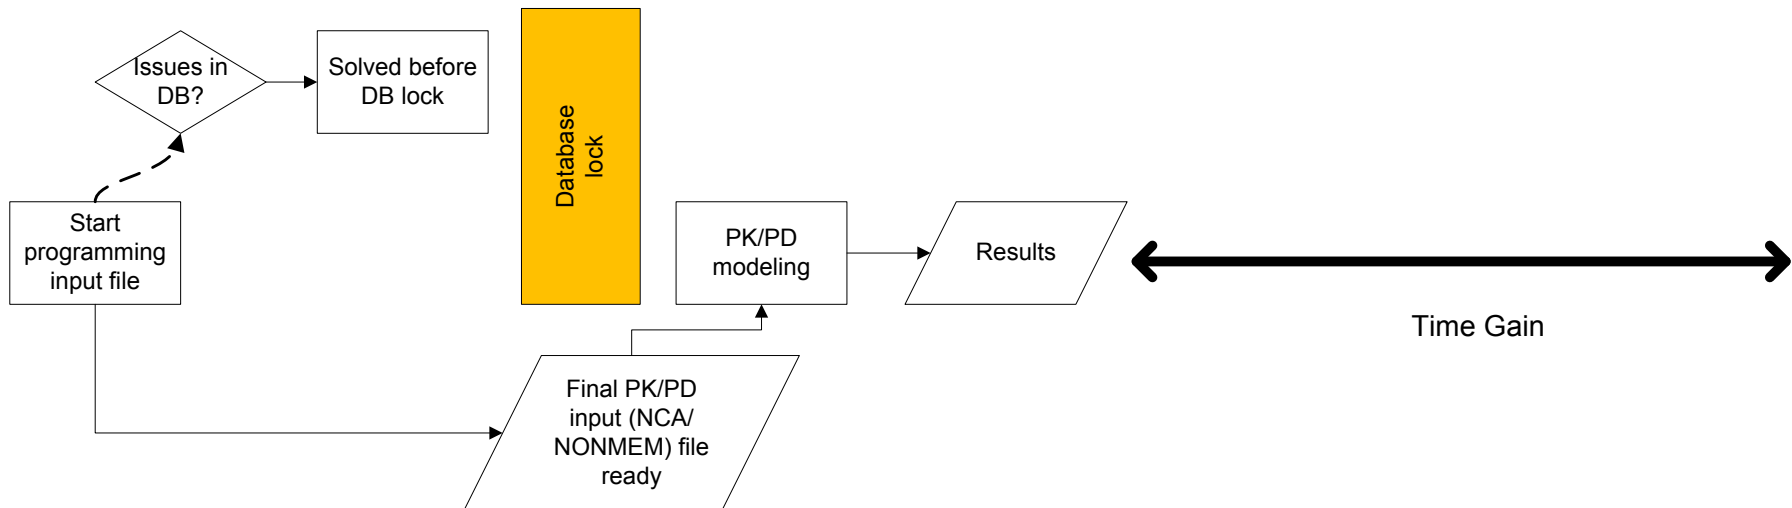 Issues in
DB?
Solved before
DB lock
Database
lock
Start
programming
input file
PK/PD
modeling
Results
Time Gain
Final PK/PD
input (NCA/
NONMEM) file
ready